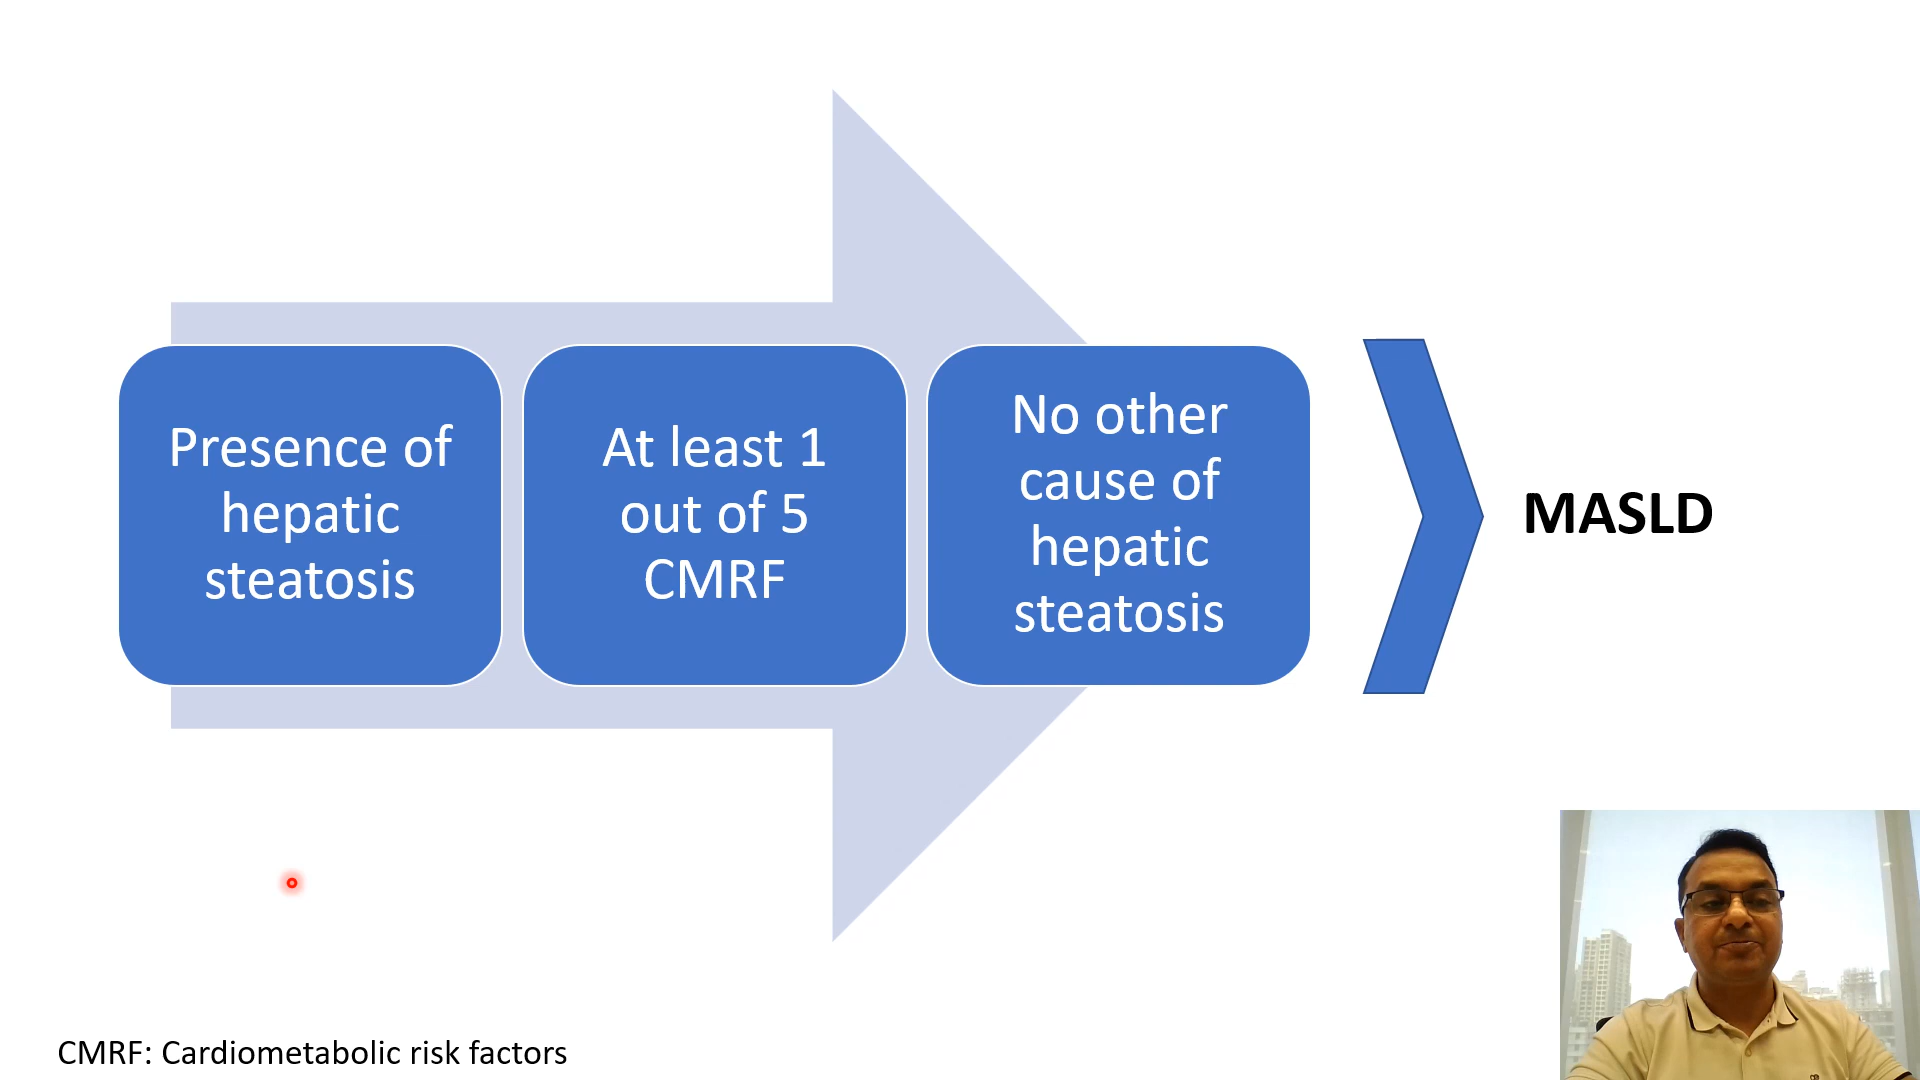 Presence of
hepatic
steatosis
At least 1
out of 5
CMRF
No other
cause of
hepatic
steatosis
MASLD
CMRF: Cardiometabolic risk factors